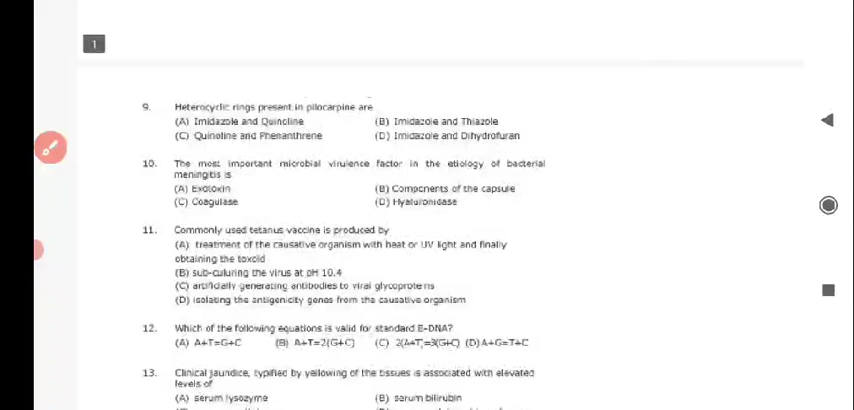 1
9. Heterocyclic rings present in pilocarpine are
(A) Imidazole and Quinoline (B) Imidazole and Thiazole
(C) Quinoline and Phenanthrene (D) Imidazole and Dihydrofuran
10. The most important microbial virulence factor in the etiology of bacterial
meningitis is
(A) Exotoxin (B) Components of the capsule
(C) Coagulase (D) Hyaluronidase
11. Commonly used tetanus vaccine is produced by
(A) treatment of the causative organism with heat or UV light and finally
obtaining the toxoid
(B) sub-culturing the virus at pH 10.4
(C) artificially generating antibodies to viral glycoproteins
(D) isolating the antigenicity genes from the causative organism
12. Which of the following equations is valid for standard B-DNA?
(A) A+T=G+C (B) A+T=2(G+C) (C) 2(A+T)=3(G+C) (D) A+G=T+C
13. Clinical jaundice, typified by yellowing of the tissues is associated with elevated
levels of
(A) serum lysozyme (B) serum bilirubin